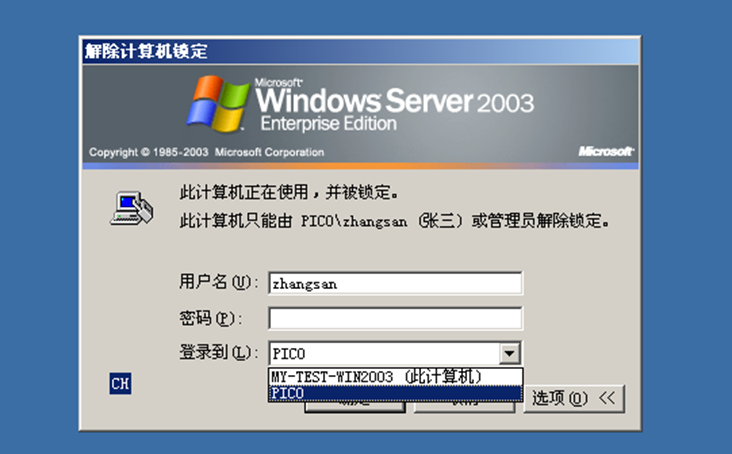 解除计算机锁定
Microsoft
Windows Server 2003
Enterprise Edition
Copyright © 1985-2003 Microsoft Corporation
Microsoft
此计算机正在使用，并被锁定。
此计算机只能由 PICO\zhangsan (张三) 或管理员解除锁定。
用户名(U):
zhangsan
密码(P):
登录到(L):
PICO
MY-TEST-WIN2003 (此计算机)
PICO
CH
选项(O) <<